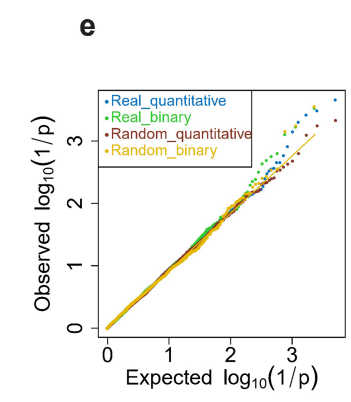 e
Real_quantitative
Real_binary
Random_quantitative
Random_binary
Observed log10(1/p)
3
2
1
0
0 1 2 3
Expected log10(1/p)